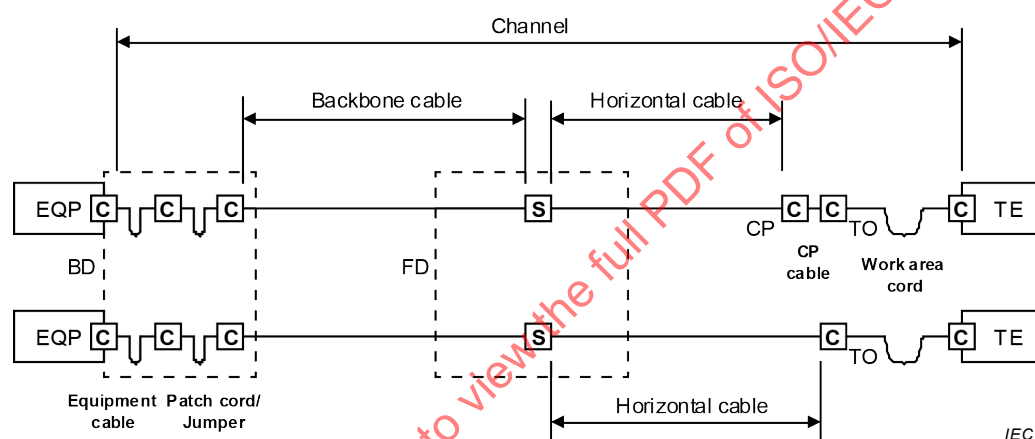 Channel
Backbone cable
Horizontal cable
EQP C C C S C C C TE
CP TO
BD FD
CP
cable
Work area
cord
EQP C C C S C C TE
TO
Equipment
cable
Patch cord/
Jumper
Horizontal cable
IEC
to view the full PDF of ISO/IEC